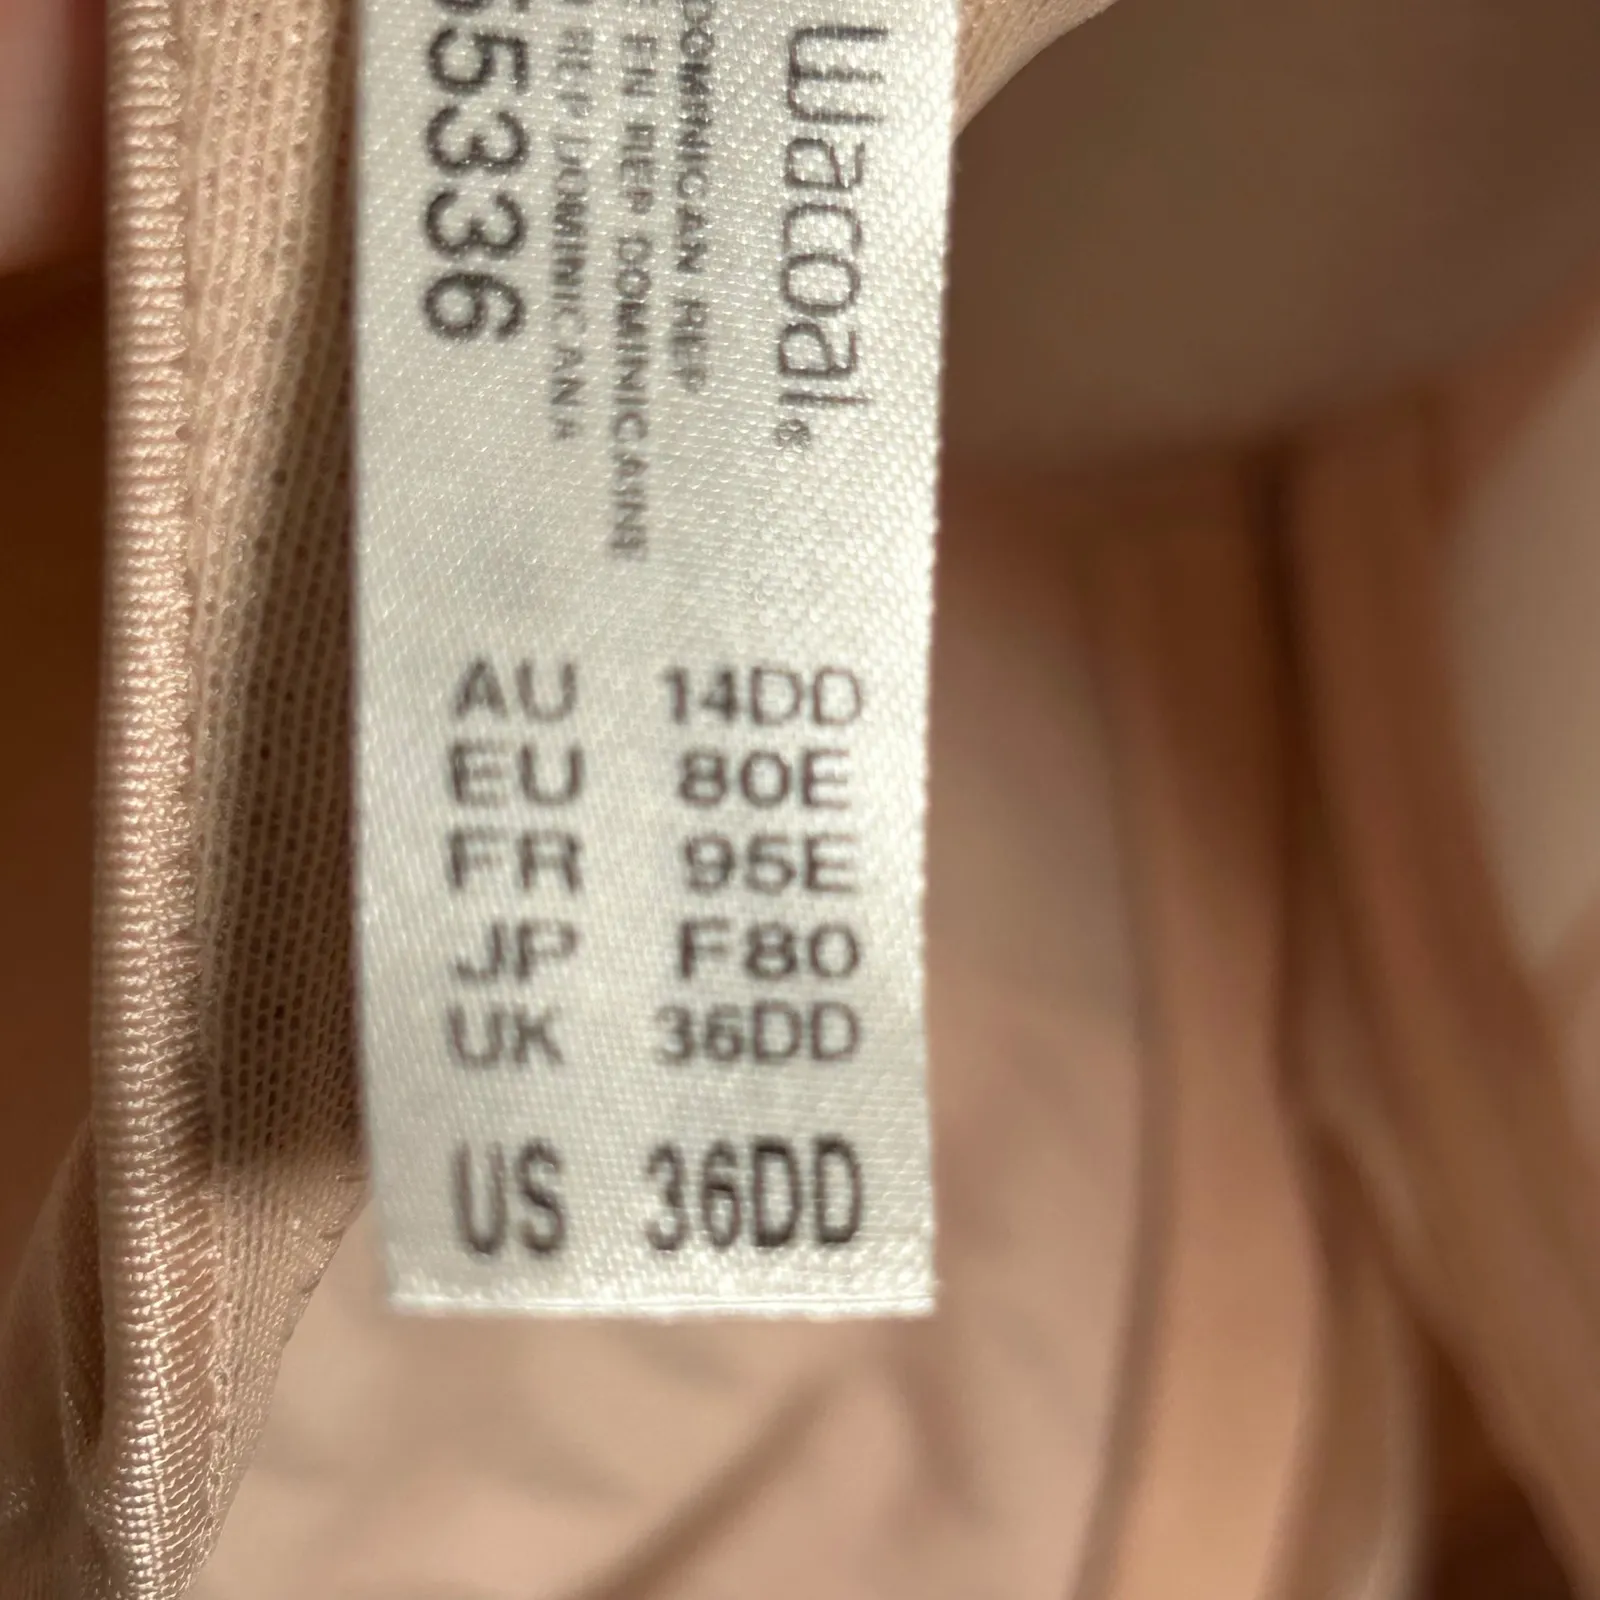 Wacoal®
DOMINICAN REP
EN REP DOMINICAINE
REP DOMINICANA
55336
AU 14DD
EU 80E
FR 95E
JP F80
UK 36DD
US 36DD